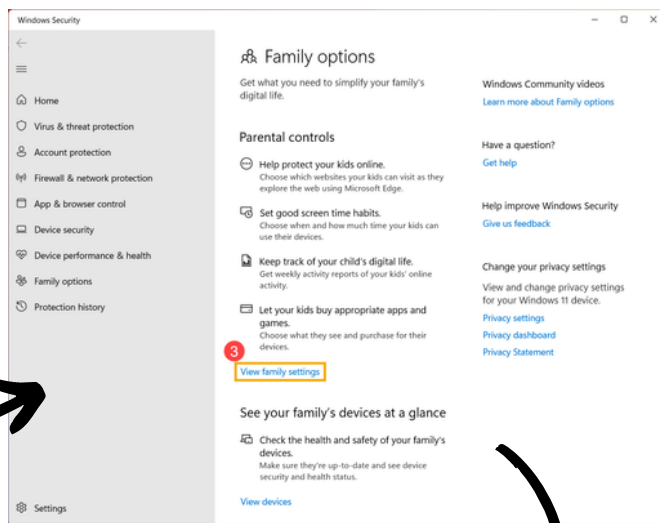 Windows Security
Home
Virus & threat protection
Account protection
Firewall & network protection
App & browser control
Device security
Device performance & health
Family options
Protection history
Settings
Family options
Get what you need to simplify your family's
digital life.
Parental controls
Help protect your kids online.
Choose which websites your kids can visit as they
explore the web using Microsoft Edge.
Set good screen time habits.
Choose when and how much time your kids can
use their devices.
Keep track of your child's digital life.
Get weekly activity reports of your kids' online
activity.
Let your kids buy appropriate apps and
games.
Choose what they see and purchase for their
devices.
3
View family settings
See your family's devices at a glance
Check the health and safety of your family's
devices.
Make sure they're up-to-date and see device
security and health status.
View devices
Windows Community videos
Learn more about Family options
Have a question?
Get help
Help improve Windows Security
Give us feedback
Change your privacy settings
View and change privacy settings
for your Windows 11 device.
Privacy settings
Privacy dashboard
Privacy Statement